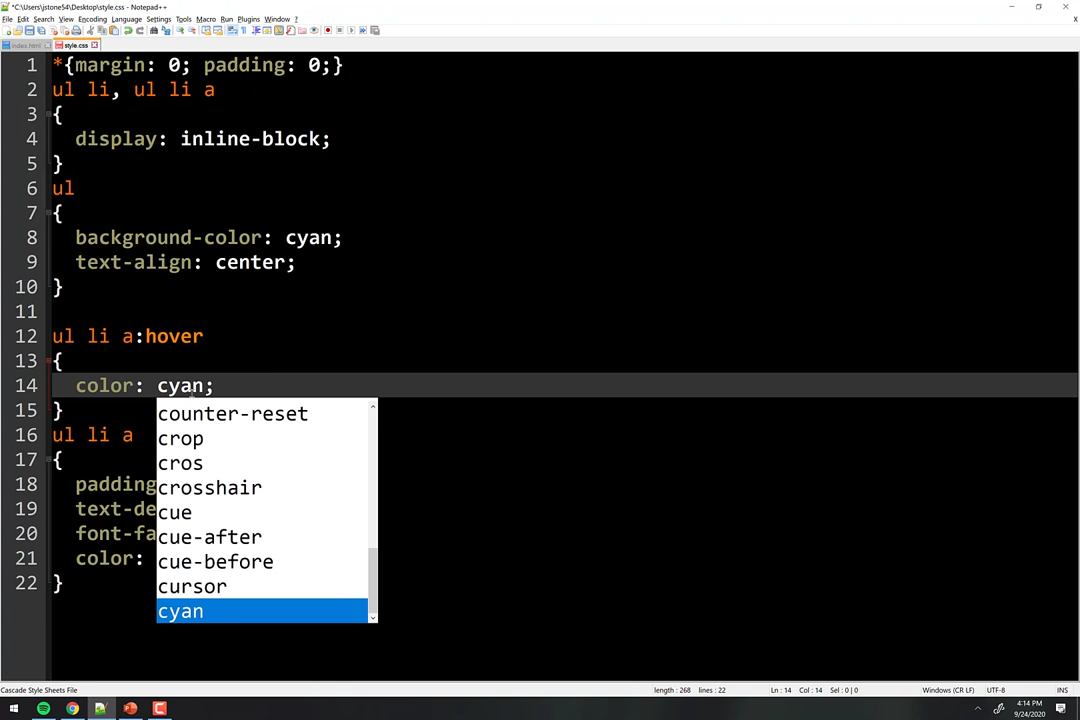 *C:\Users\jstone54\Desktop\style.css - Notepad++
File Edit Search View Encoding Language Settings Tools Macro Run Plugins Window ?
X
index.html style.css
1 *{margin: 0; padding: 0;}
2 ul li, ul li a
3 {
4 display: inline-block;
5 }
6 ul
7 {
8 background-color: cyan;
9 text-align: center;
10 }
11
12 ul li a:hover
13 {
14 color: cyan;
15 }
counter-reset
16 ul li a
crop
17 {
cros
18 padding
crosshair
19 text-de
cue
20 font-fa
cue-after
21 color:
cue-before
22 }
cursor
cyan
Cascade Style Sheets File length : 268 lines : 22 Ln : 14 Col : 14 Sel : 0 | 0 Windows (CR LF) UTF-8 INS
4:14 PM
9/24/2020